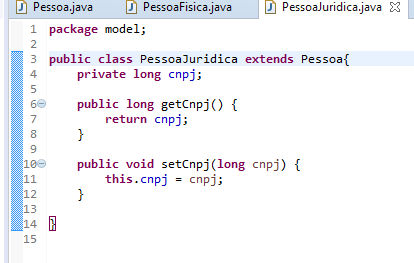 Pessoa.java PessoaFisica.java PessoaJuridica.java
1 package model;
2
3 public class PessoaJuridica extends Pessoa{
4 private long cnpj;
5
6 public long getCnpj() {
7 return cnpj;
8 }
9
10 public void setCnpj(long cnpj) {
11 this.cnpj = cnpj;
12 }
13
14 }
15